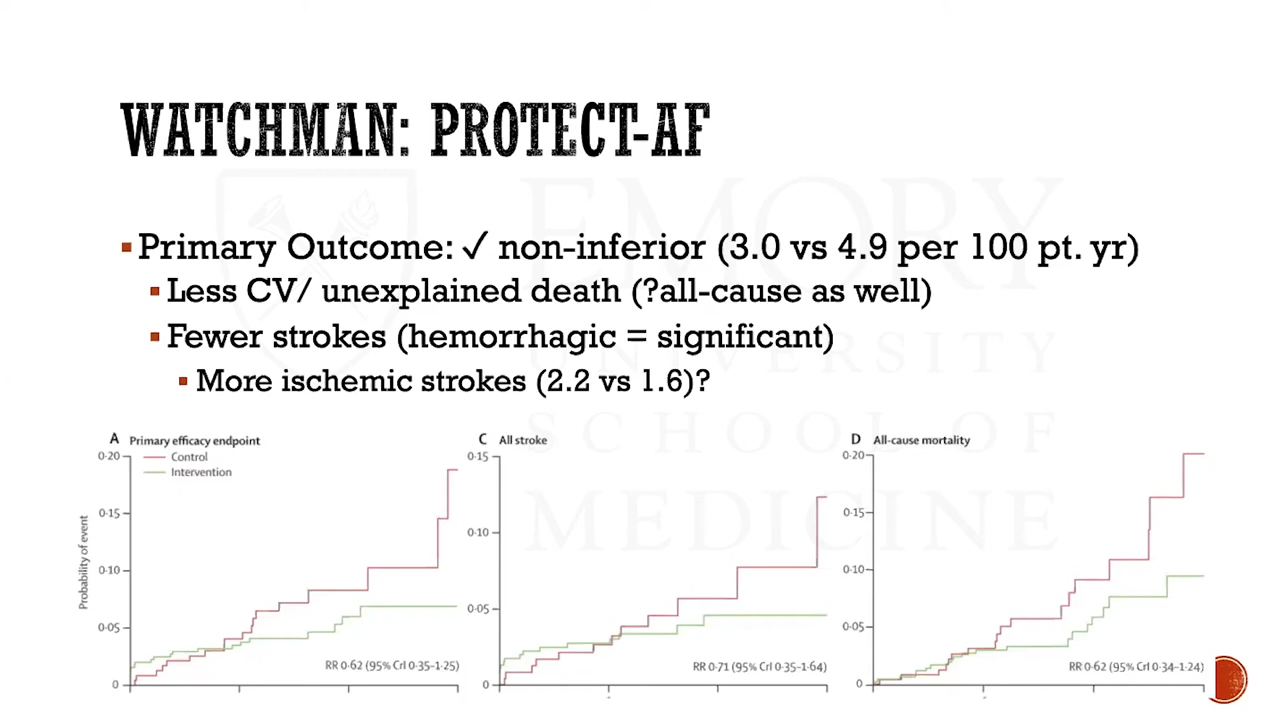 WATCHMAN: PROTECT-AF
Primary Outcome: ✓ non-inferior (3.0 vs 4.9 per 100 pt. yr)
Less CV/ unexplained death (?all-cause as well)
Fewer strokes (hemorrhagic = significant)
More ischemic strokes (2.2 vs 1.6)?
EMORY
UNIVERSITY
SCHOOL OF
MEDICINE
A Primary efficacy endpoint
Control
Intervention
Probability of event
0·20
0·15
0·10
0·05
0
RR 0·62 (95% CrI 0·35–1·25)
C All stroke
0·15
0·10
0·05
0
RR 0·71 (95% CrI 0·35–1·64)
D All-cause mortality
0·20
0·15
0·10
0·05
0
RR 0·62 (95% CrI 0·34–1·24)